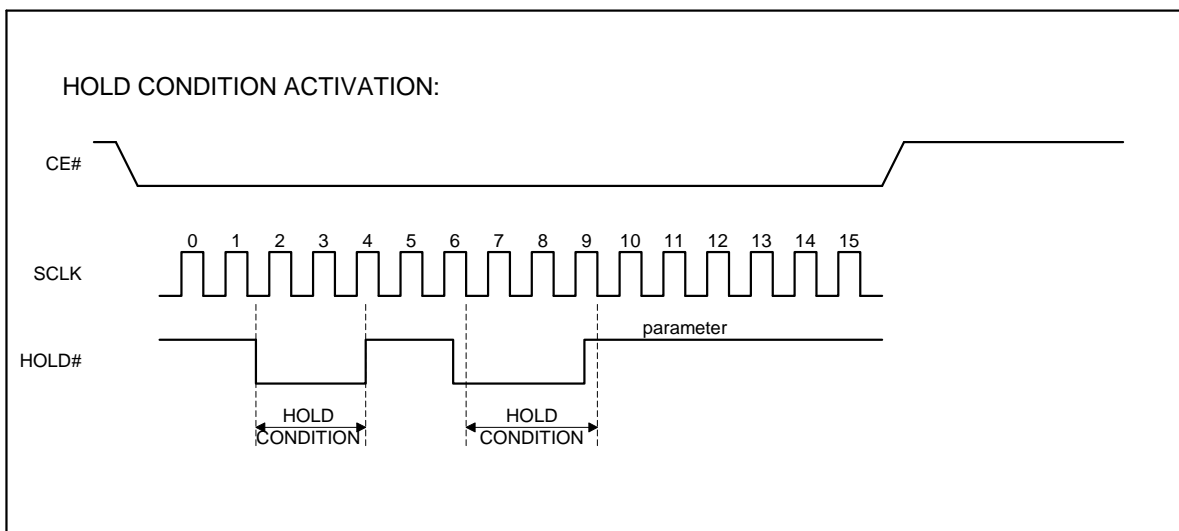 HOLD CONDITION ACTIVATION:
CE#
0 1 2 3 4 5 6 7 8 9 10 11 12 13 14 15
SCLK
parameter
HOLD#
HOLD
CONDITION
HOLD
CONDITION